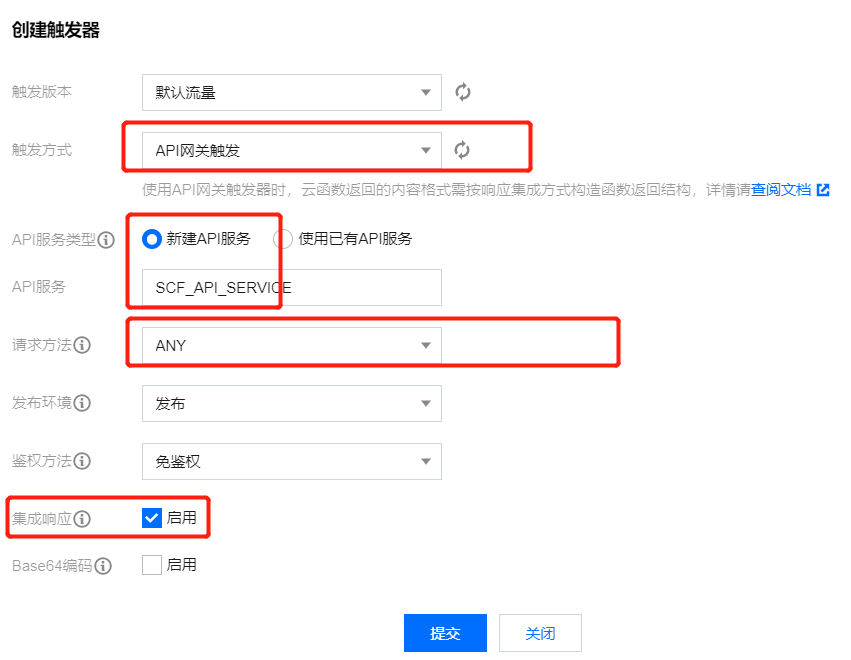 创建触发器
触发版本 默认流量
触发方式 API网关触发
使用API网关触发器时，云函数返回的内容格式需按响应集成方式构造函数返回结构，详情请查阅文档
API服务类型 新建API服务 使用已有API服务
API服务 SCF_API_SERVICE
请求方法 ANY
发布环境 发布
鉴权方法 免鉴权
集成响应 启用
Base64编码 启用
提交 关闭